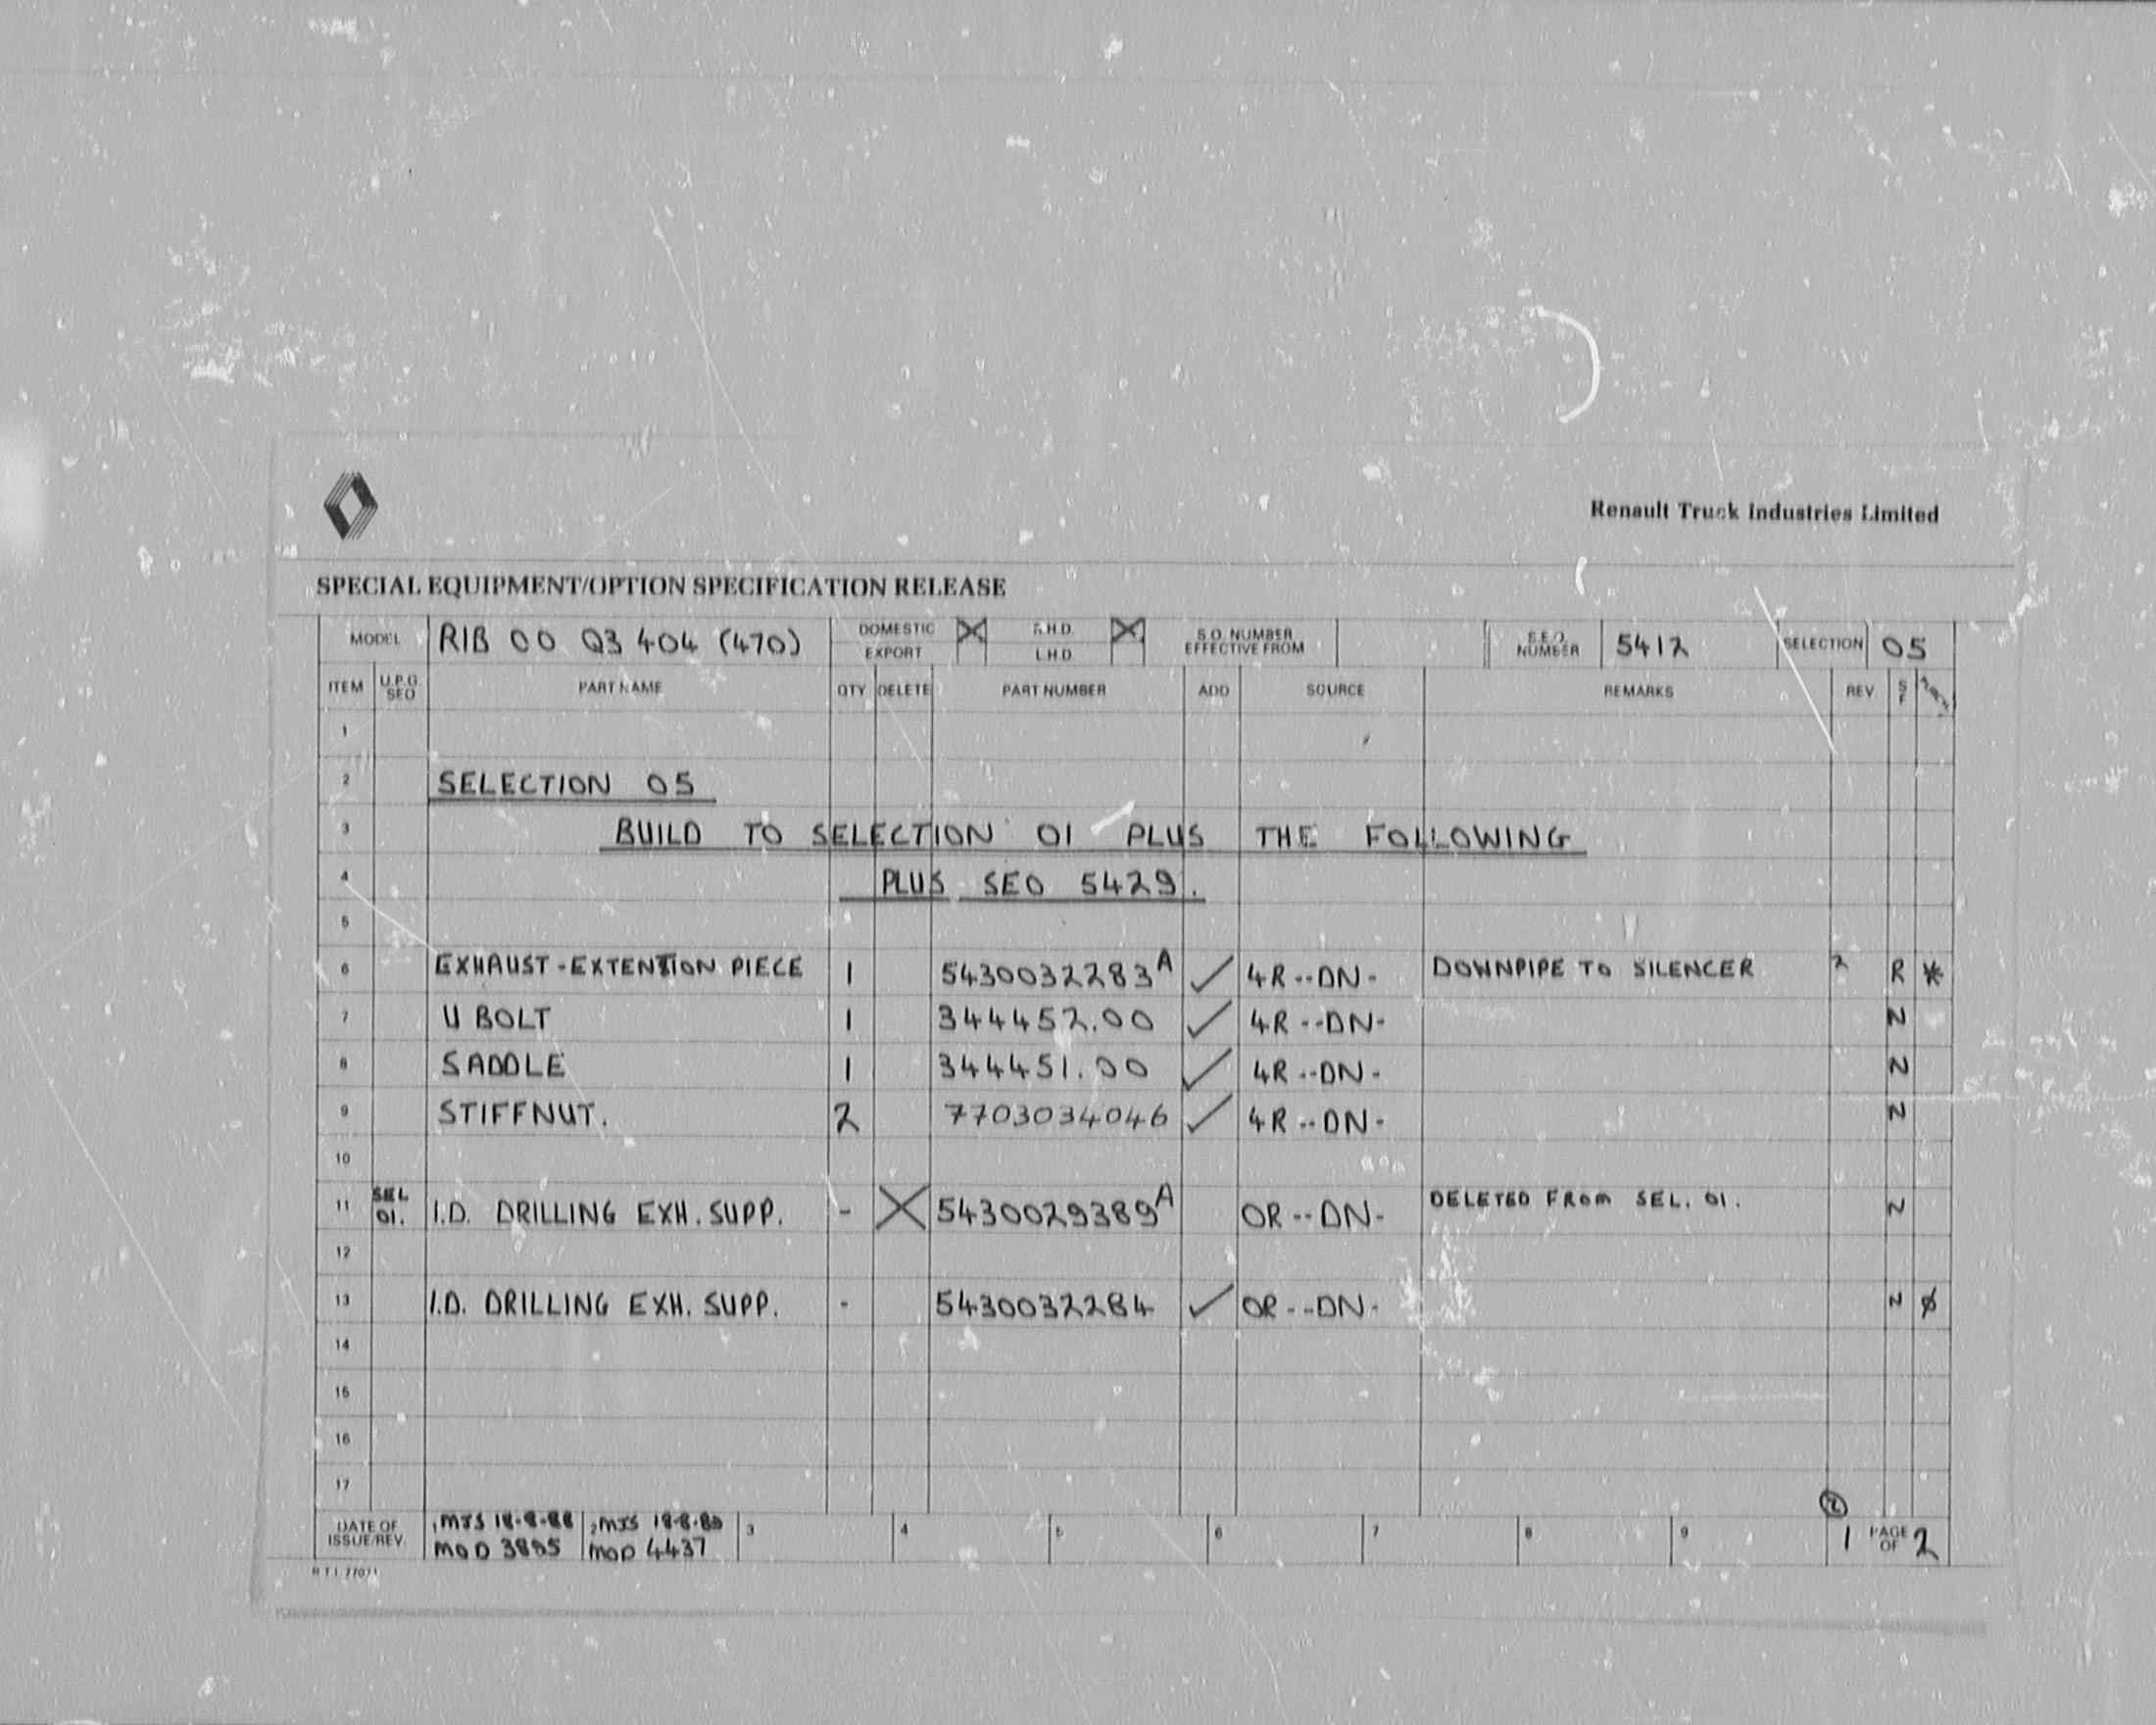 Renault Truck Industries Limited
SPECIAL EQUIPMENT/OPTION SPECIFICATION RELEASE
MODEL RIB 00 Q3 404 (470) DOMESTIC X R.H.D. X S.O. NUMBER S.E.O. 5412 SELECTION 05
EXPORT L.H.D EFFECTIVE FROM NUMBER
ITEM U.P.G. SEO PART NAME QTY DELETE PART NUMBER ADD SOURCE REMARKS REV S F
1
2 SELECTION 05
3 BUILD TO SELECTION 01 PLUS THE FOLLOWING
4 PLUS SEO 5429.
5
6 EXHAUST-EXTENTION PIECE 1 5430032283A ✓ 4R--DN- DOWNPIPE TO SILENCER 2 R *
7 U BOLT 1 344452.00 ✓ 4R--DN- N
8 SADDLE 1 344451.00 ✓ 4R--DN- N
9 STIFFNUT. 2 7703034046 ✓ 4R--DN- N
10
11 SEL 01. I.D. DRILLING EXH. SUPP. - X 5430029389A OR--DN- DELETED FROM SEL. 01. N
12
13 I.D. DRILLING EXH. SUPP. - 5430032284 ✓ OR--DN- N ø
14
15
16
17
2
DATE OF 1 MJS 2 MJS 3 4 5 6 7 8 9 1 PAGE 2
ISSUE/REV. MOD MOD 4437 OF
R.T.I. 77071